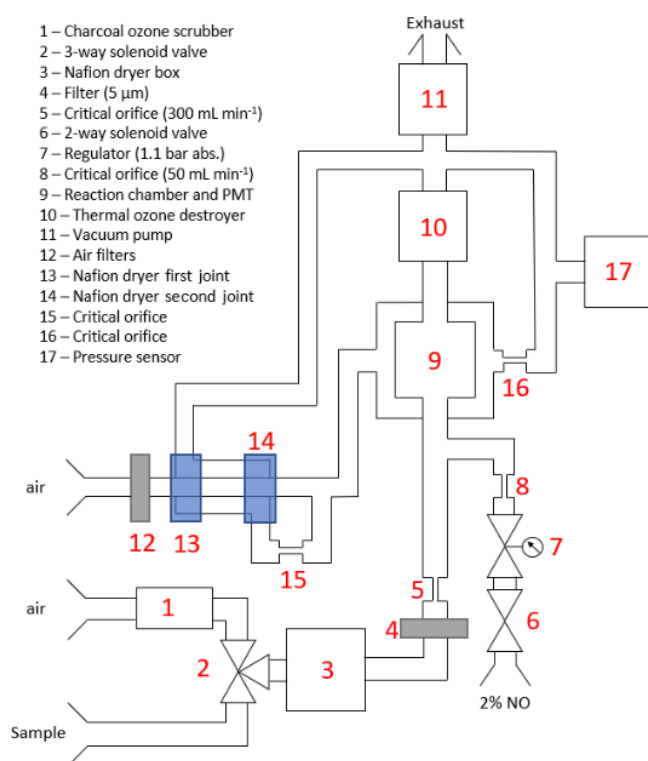 1 – Charcoal ozone scrubber
2 – 3-way solenoid valve
3 – Nafion dryer box
4 – Filter (5 µm)
5 – Critical orifice (300 mL min⁻¹)
6 – 2-way solenoid valve
7 – Regulator (1.1 bar abs.)
8 – Critical orifice (50 mL min⁻¹)
9 – Reaction chamber and PMT
10 – Thermal ozone destroyer
11 – Vacuum pump
12 – Air filters
13 – Nafion dryer first joint
14 – Nafion dryer second joint
15 – Critical orifice
16 – Critical orifice
17 – Pressure sensor
Exhaust
11
10
17
9
16
14
air
8
12
13
7
15
5
air
1
4
6
2
3
2% NO
Sample